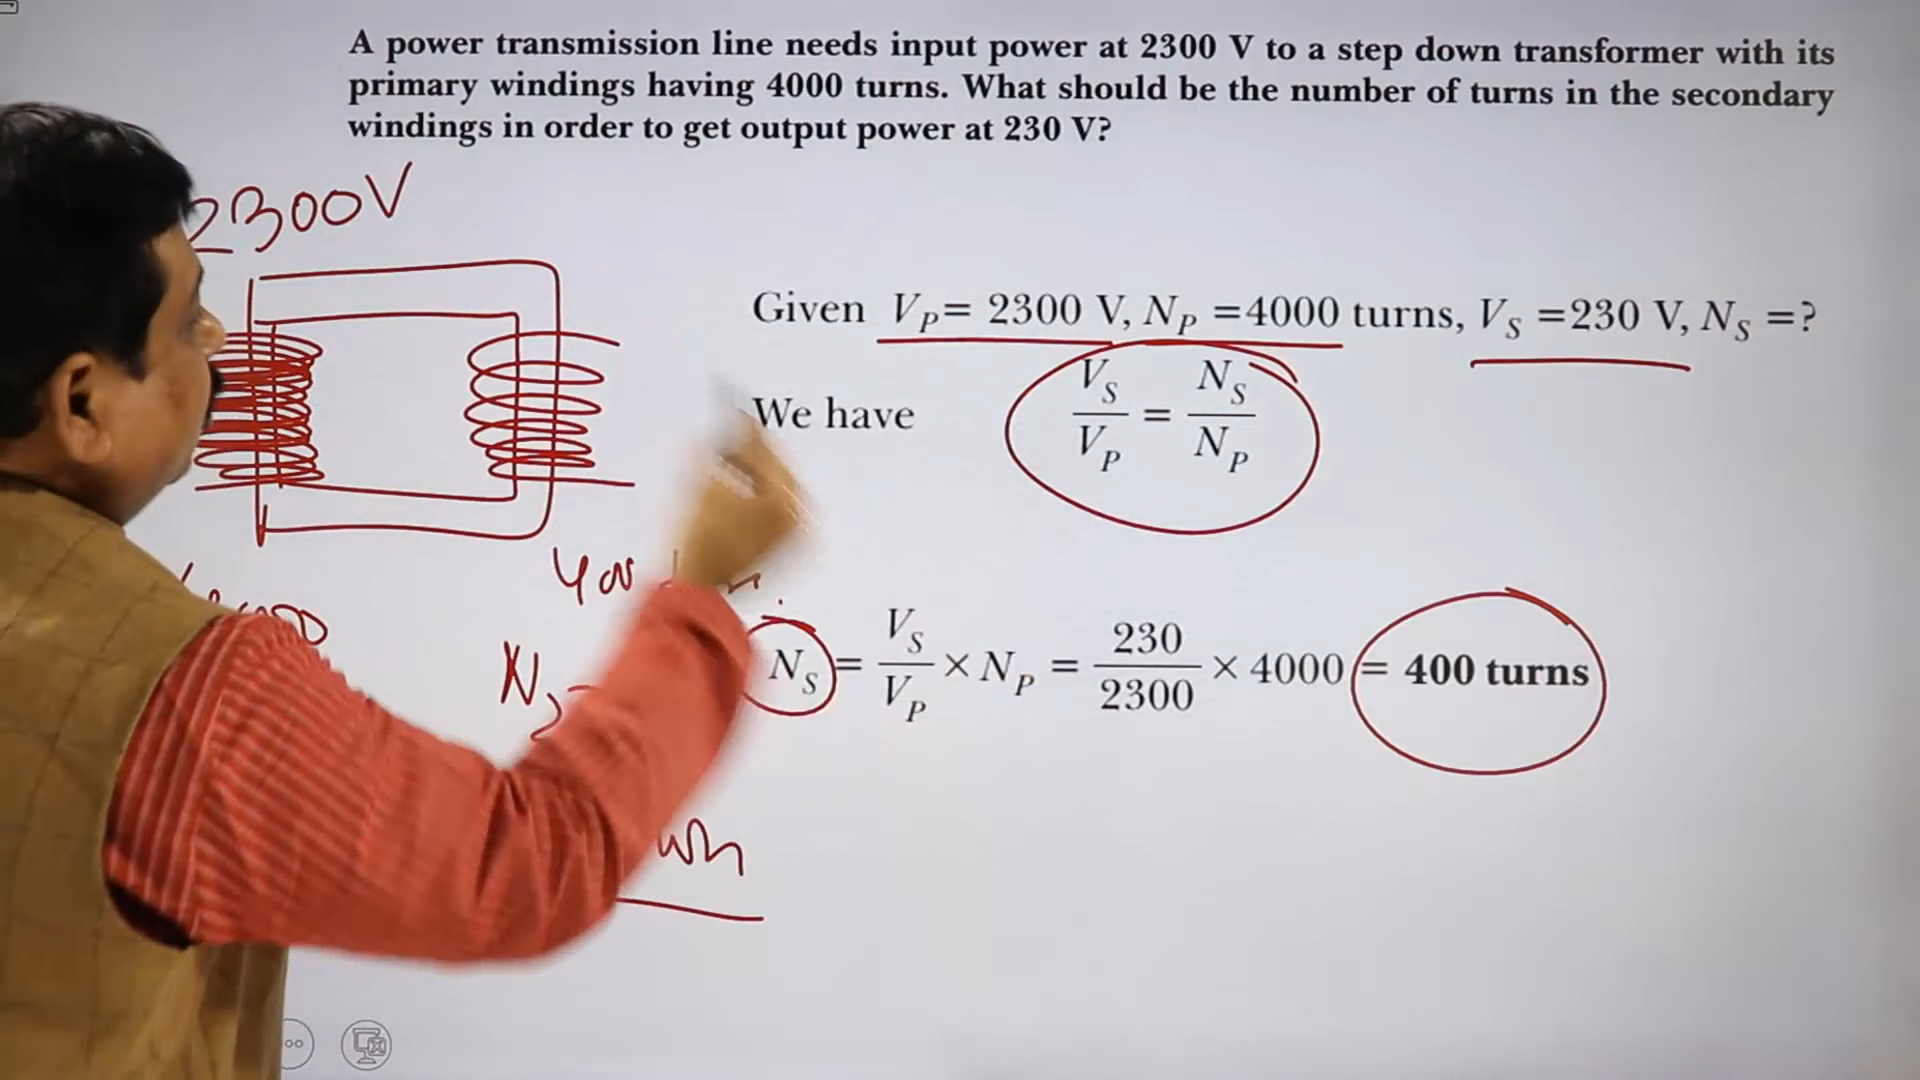 A power transmission line needs input power at 2300 V to a step down transformer with its
primary windings having 4000 turns. What should be the number of turns in the secondary
windings in order to get output power at 230 V?
2300V
Given V_P = 2300 V, N_P =4000 turns, V_S =230 V, N_S =?
We have V_S/V_P = N_S/N_P
N_S = V_S/V_P × N_P = 230/2300 × 4000 = 400 turns